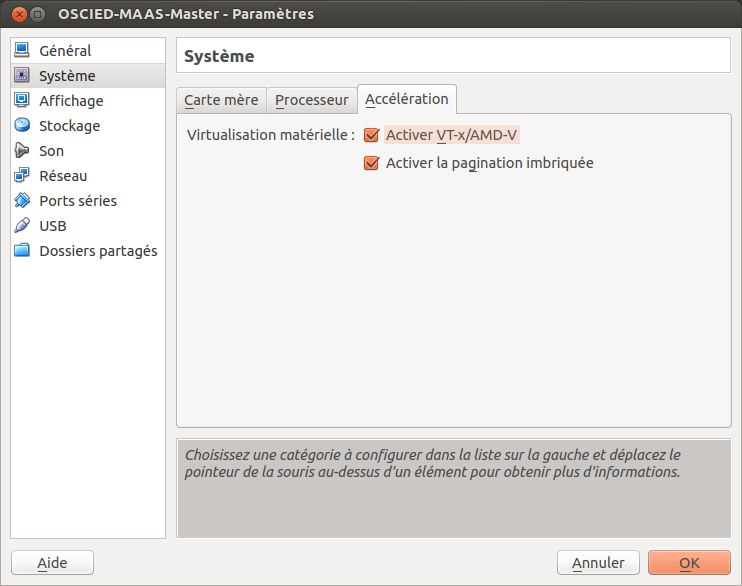 OSCIED-MAAS-Master - Paramètres
Général
Système
Affichage
Stockage
Son
Réseau
Ports séries
USB
Dossiers partagés
Système
Carte mère Processeur Accélération
Virtualisation matérielle : Activer VT-x/AMD-V
Activer la pagination imbriquée
Choisissez une catégorie à configurer dans la liste sur la gauche et déplacez le
pointeur de la souris au-dessus d'un élément pour obtenir plus d'informations.
Aide Annuler OK